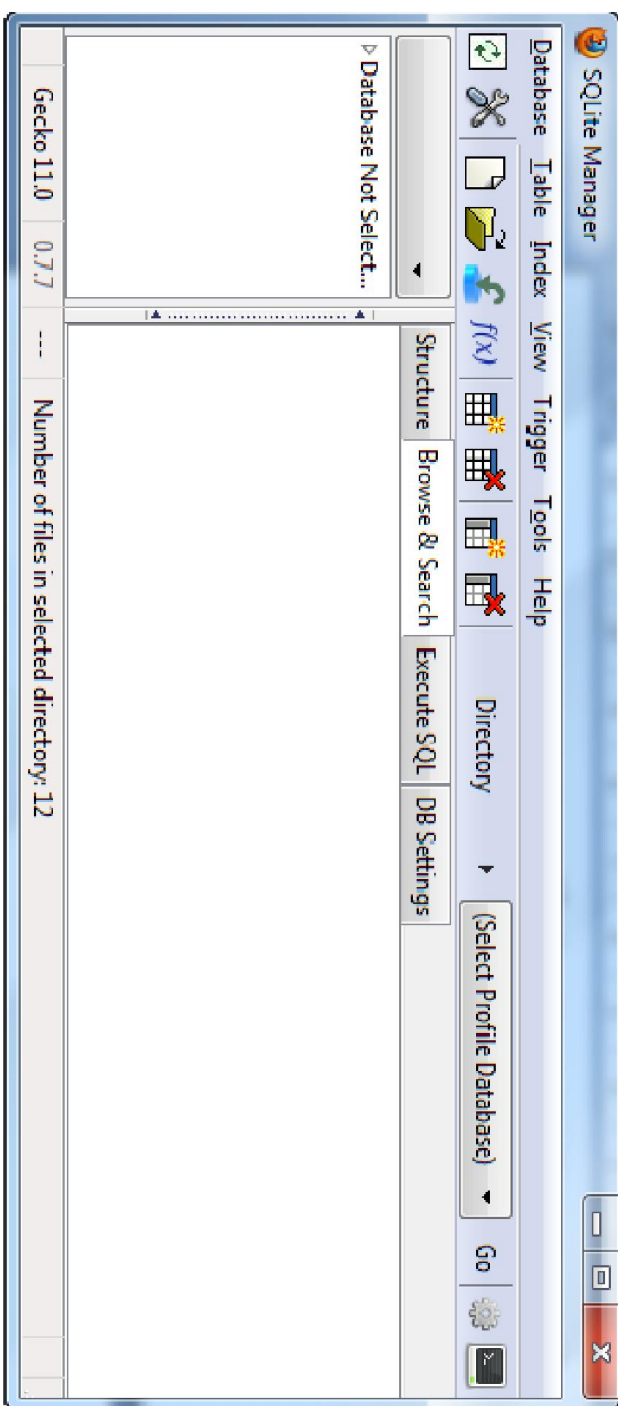 SQLite Manager
Database Table Index View Trigger Tools Help
f(x) Directory (Select Profile Database) Go
Structure Browse & Search Execute SQL DB Settings
Database Not Select...
Gecko 11.0 0.7.7 --- Number of files in selected directory: 12